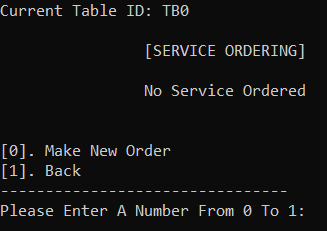 Current Table ID: TB0
[SERVICE ORDERING]
No Service Ordered
[0]. Make New Order
[1]. Back
--------------------------------
Please Enter A Number From 0 To 1: